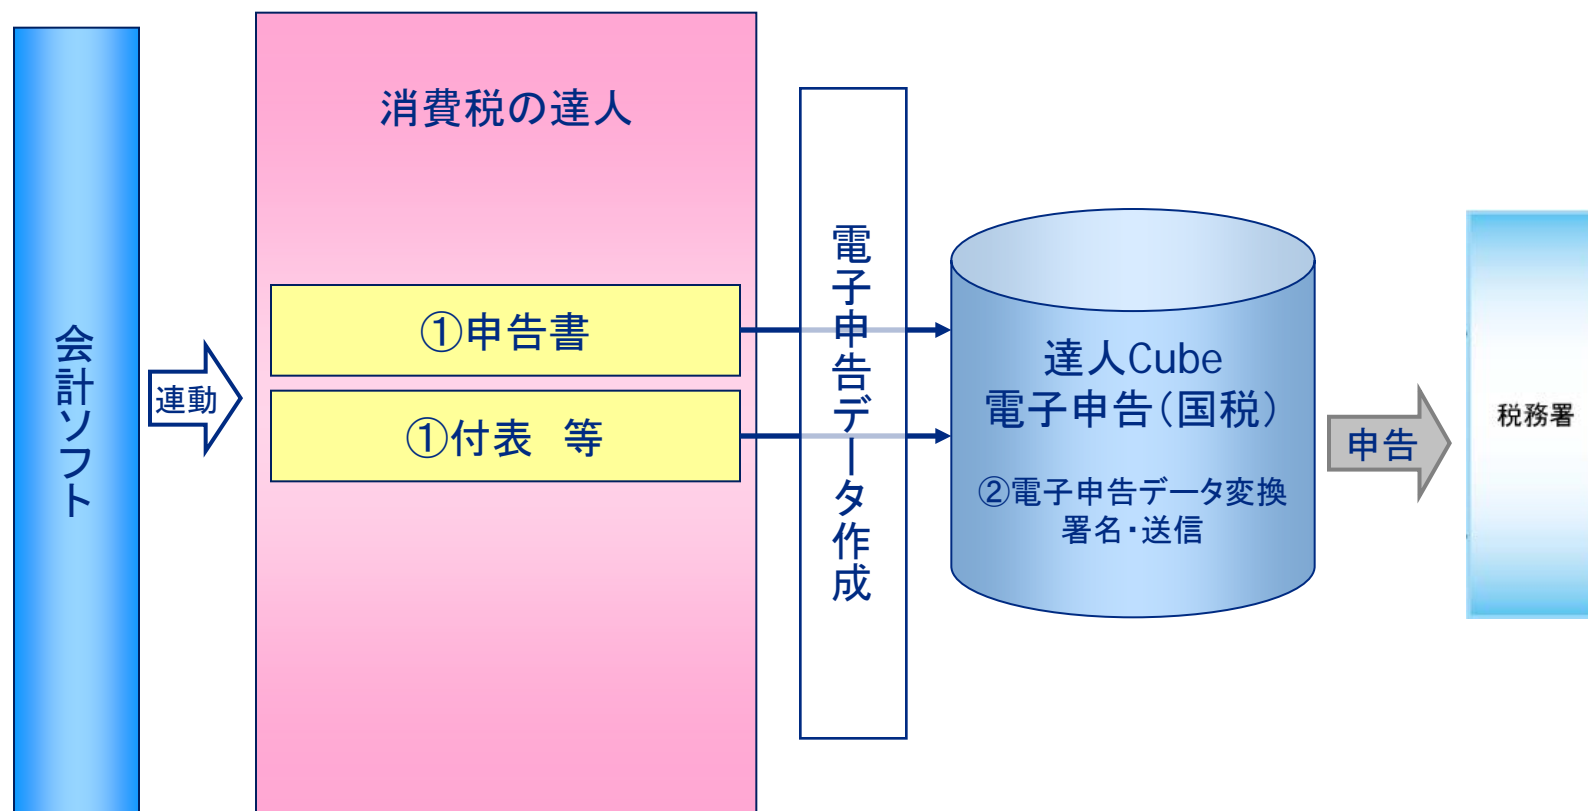 会計ソフト
連動
消費税の達人
①申告書
①付表　等
電子申告データ作成
達人Cube
電子申告（国税）
②電子申告データ変換
署名・送信
申告
税務署